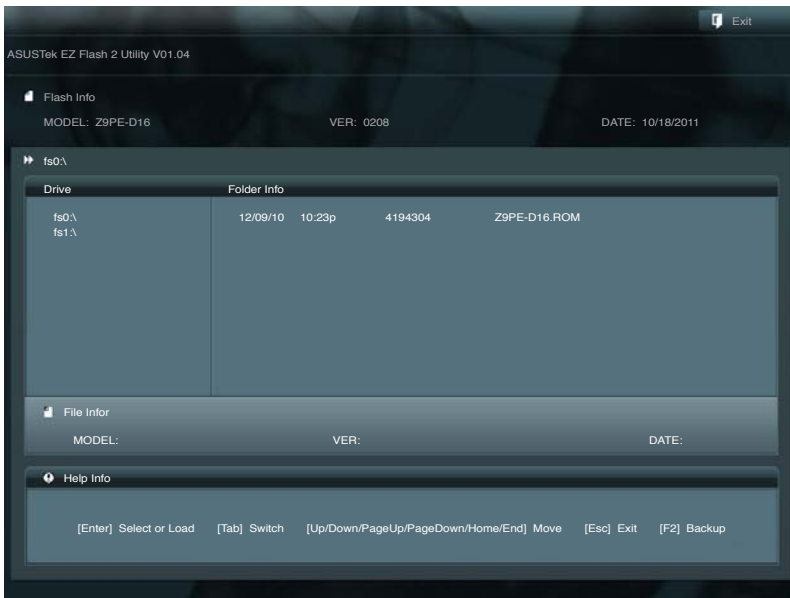 Exit
ASUSTek EZ Flash 2 Utility V01.04
Flash Info
MODEL: Z9PE-D16 VER: 0208 DATE: 10/18/2011
fs0:\
Drive Folder Info
fs0:\ 12/09/10 10:23p 4194304 Z9PE-D16.ROM
fs1:\
File Infor
MODEL: VER: DATE:
Help Info
[Enter] Select or Load [Tab] Switch [Up/Down/PageUp/PageDown/Home/End] Move [Esc] Exit [F2] Backup